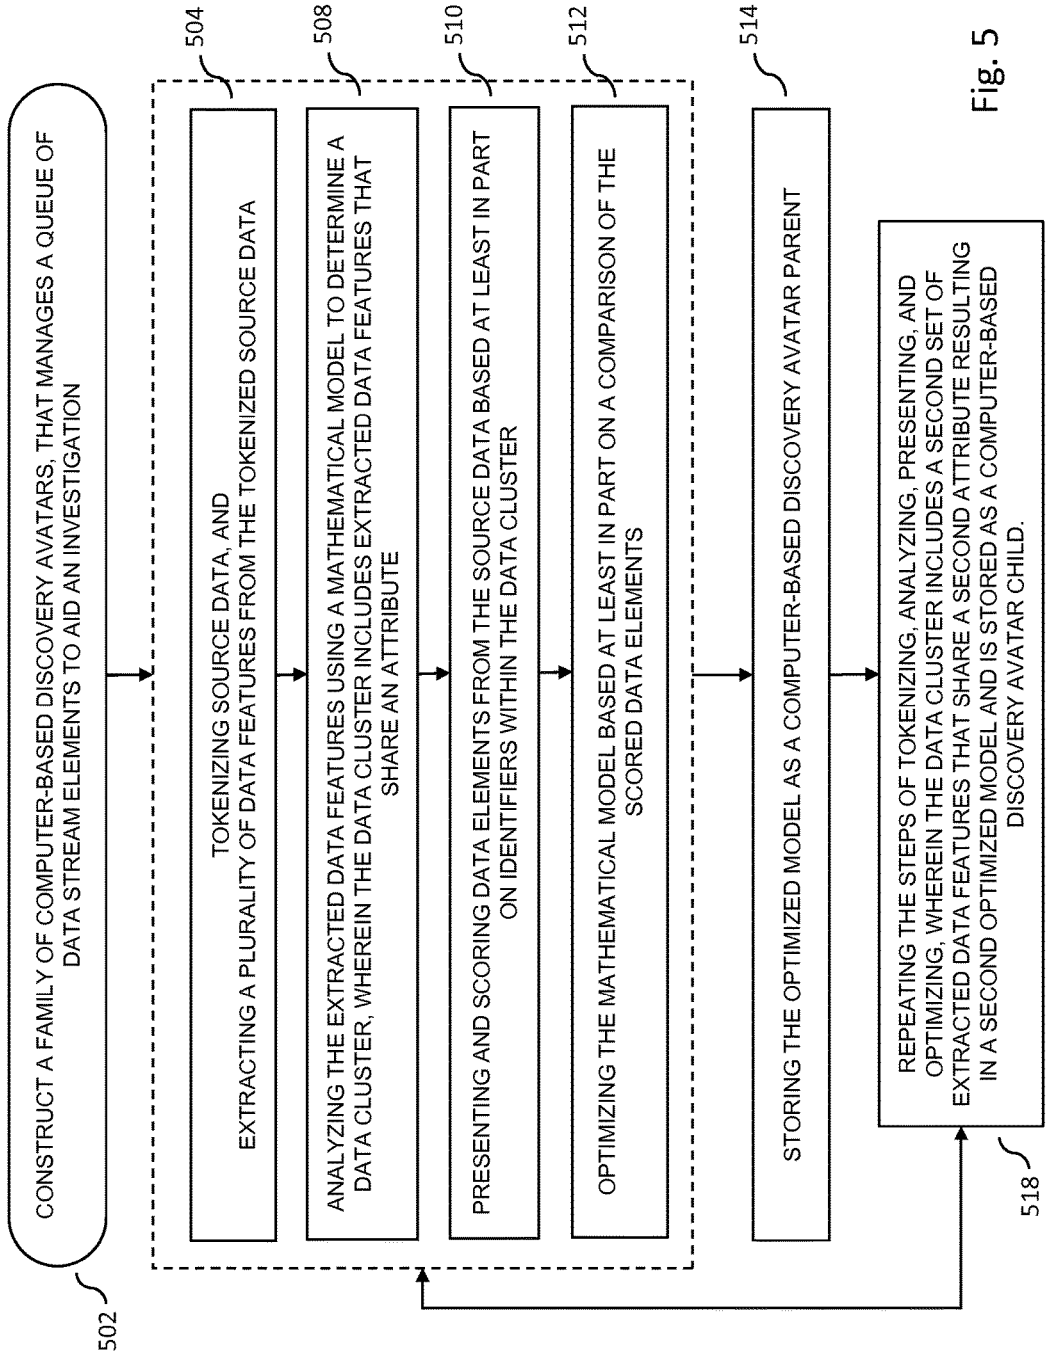 CONSTRUCT A FAMILY OF COMPUTER-BASED DISCOVERY AVATARS, THAT MANAGES A QUEUE OF
DATA STREAM ELEMENTS TO AID AN INVESTIGATION
502
504
TOKENIZING SOURCE DATA, AND
EXTRACTING A PLURALITY OF DATA FEATURES FROM THE TOKENIZED SOURCE DATA
508
ANALYZING THE EXTRACTED DATA FEATURES USING A MATHEMATICAL MODEL TO DETERMINE A
DATA CLUSTER, WHEREIN THE DATA CLUSTER INCLUDES EXTRACTED DATA FEATURES THAT
SHARE AN ATTRIBUTE
510
PRESENTING AND SCORING DATA ELEMENTS FROM THE SOURCE DATA BASED AT LEAST IN PART
ON IDENTIFIERS WITHIN THE DATA CLUSTER
512
OPTIMIZING THE MATHEMATICAL MODEL BASED AT LEAST IN PART ON A COMPARISON OF THE
SCORED DATA ELEMENTS
514
STORING THE OPTIMIZED MODEL AS A COMPUTER-BASED DISCOVERY AVATAR PARENT
REPEATING THE STEPS OF TOKENIZING, ANALYZING, PRESENTING, AND
OPTIMIZING, WHEREIN THE DATA CLUSTER INCLUDES A SECOND SET OF
EXTRACTED DATA FEATURES THAT SHARE A SECOND ATTRIBUTE RESULTING
IN A SECOND OPTIMIZED MODEL AND IS STORED AS A COMPUTER-BASED
DISCOVERY AVATAR CHILD.
518
Fig. 5